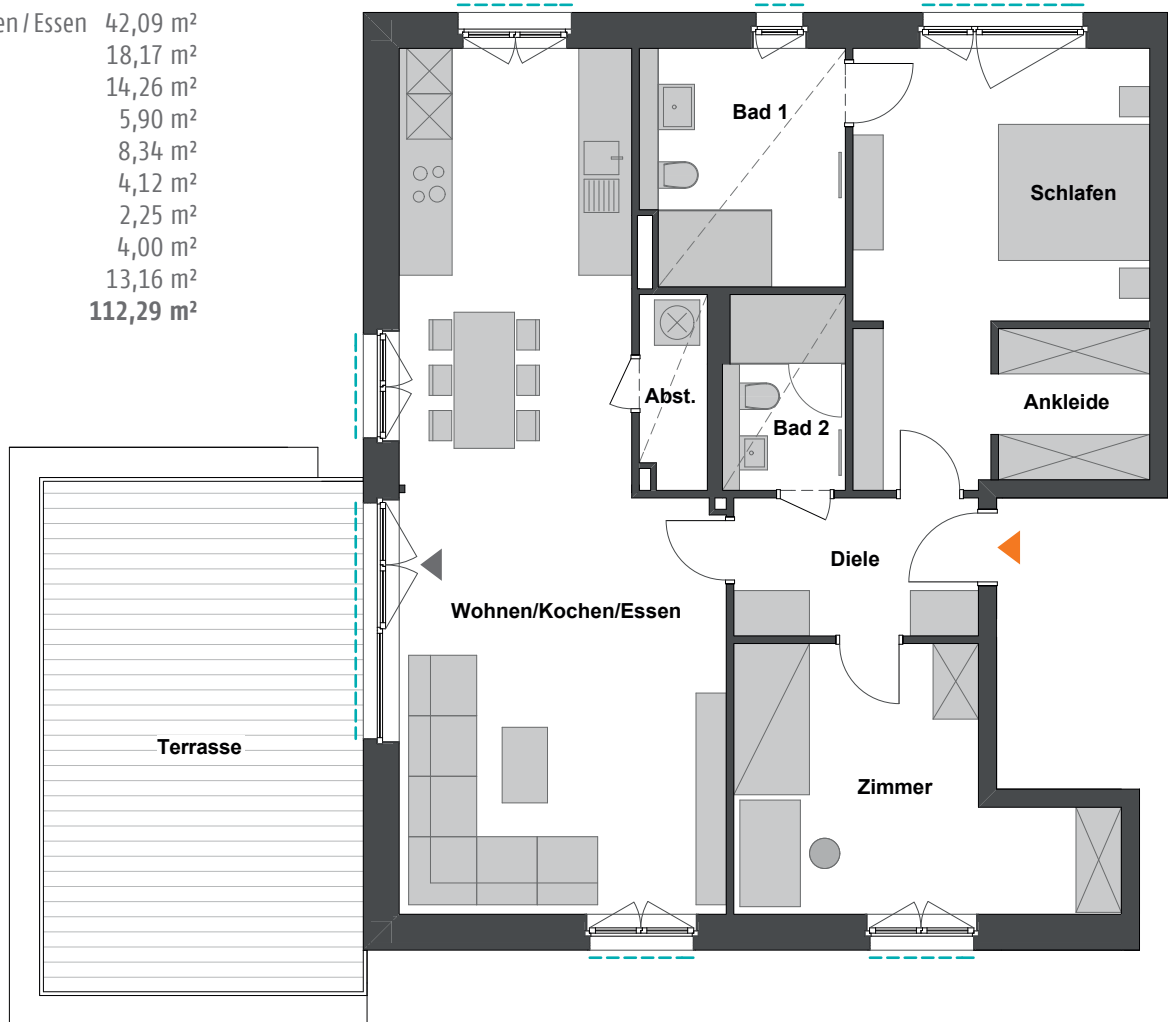 en / Essen 42,09 m²
18,17 m²
14,26 m²
5,90 m²
8,34 m²
4,12 m²
2,25 m²
4,00 m²
13,16 m²
112,29 m²
Bad 1
Schlafen
Abst.
Bad 2
Ankleide
Diele
Wohnen/Kochen/Essen
Terrasse
Zimmer